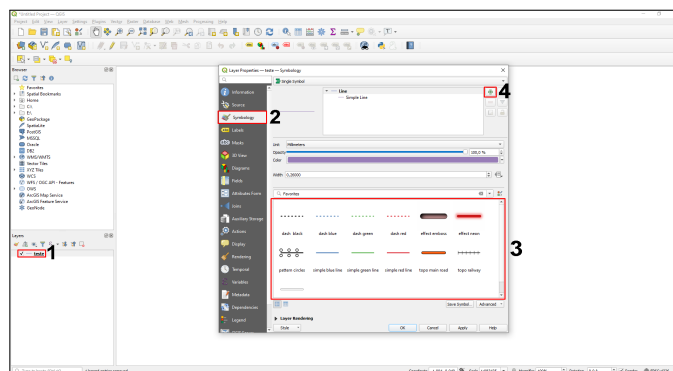 *Untitled Project — QGIS
Project Edit View Layer Settings Plugins Vector Raster Database Web Mesh Processing Help
Browser
Favorites
Spatial Bookmarks
Home
C:\
E:\
GeoPackage
SpatiaLite
PostGIS
MSSQL
Oracle
DB2
WMS/WMTS
Vector Tiles
XYZ Tiles
WCS
WFS / OGC API - Features
OWS
ArcGIS Map Service
ArcGIS Feature Service
GeoNode
Layers
teste
1
Layer Properties — teste — Symbology
Information
Source
Symbology
2
Labels
Masks
3D View
Diagrams
Fields
Attributes Form
Joins
Auxiliary Storage
Actions
Display
Rendering
Temporal
Variables
Metadata
Dependencies
Legend
Single Symbol
Line
Simple Line
4
Unit Millimeters
Opacity 100,0 %
Color
Width 0,26000
Favorites
dash black dash blue dash green dash red effect emboss effect neon
pattern circles simple blue line simple green line simple red line topo main road topo railway
3
Save Symbol... Advanced
Layer Rendering
Style OK Cancel Apply Help